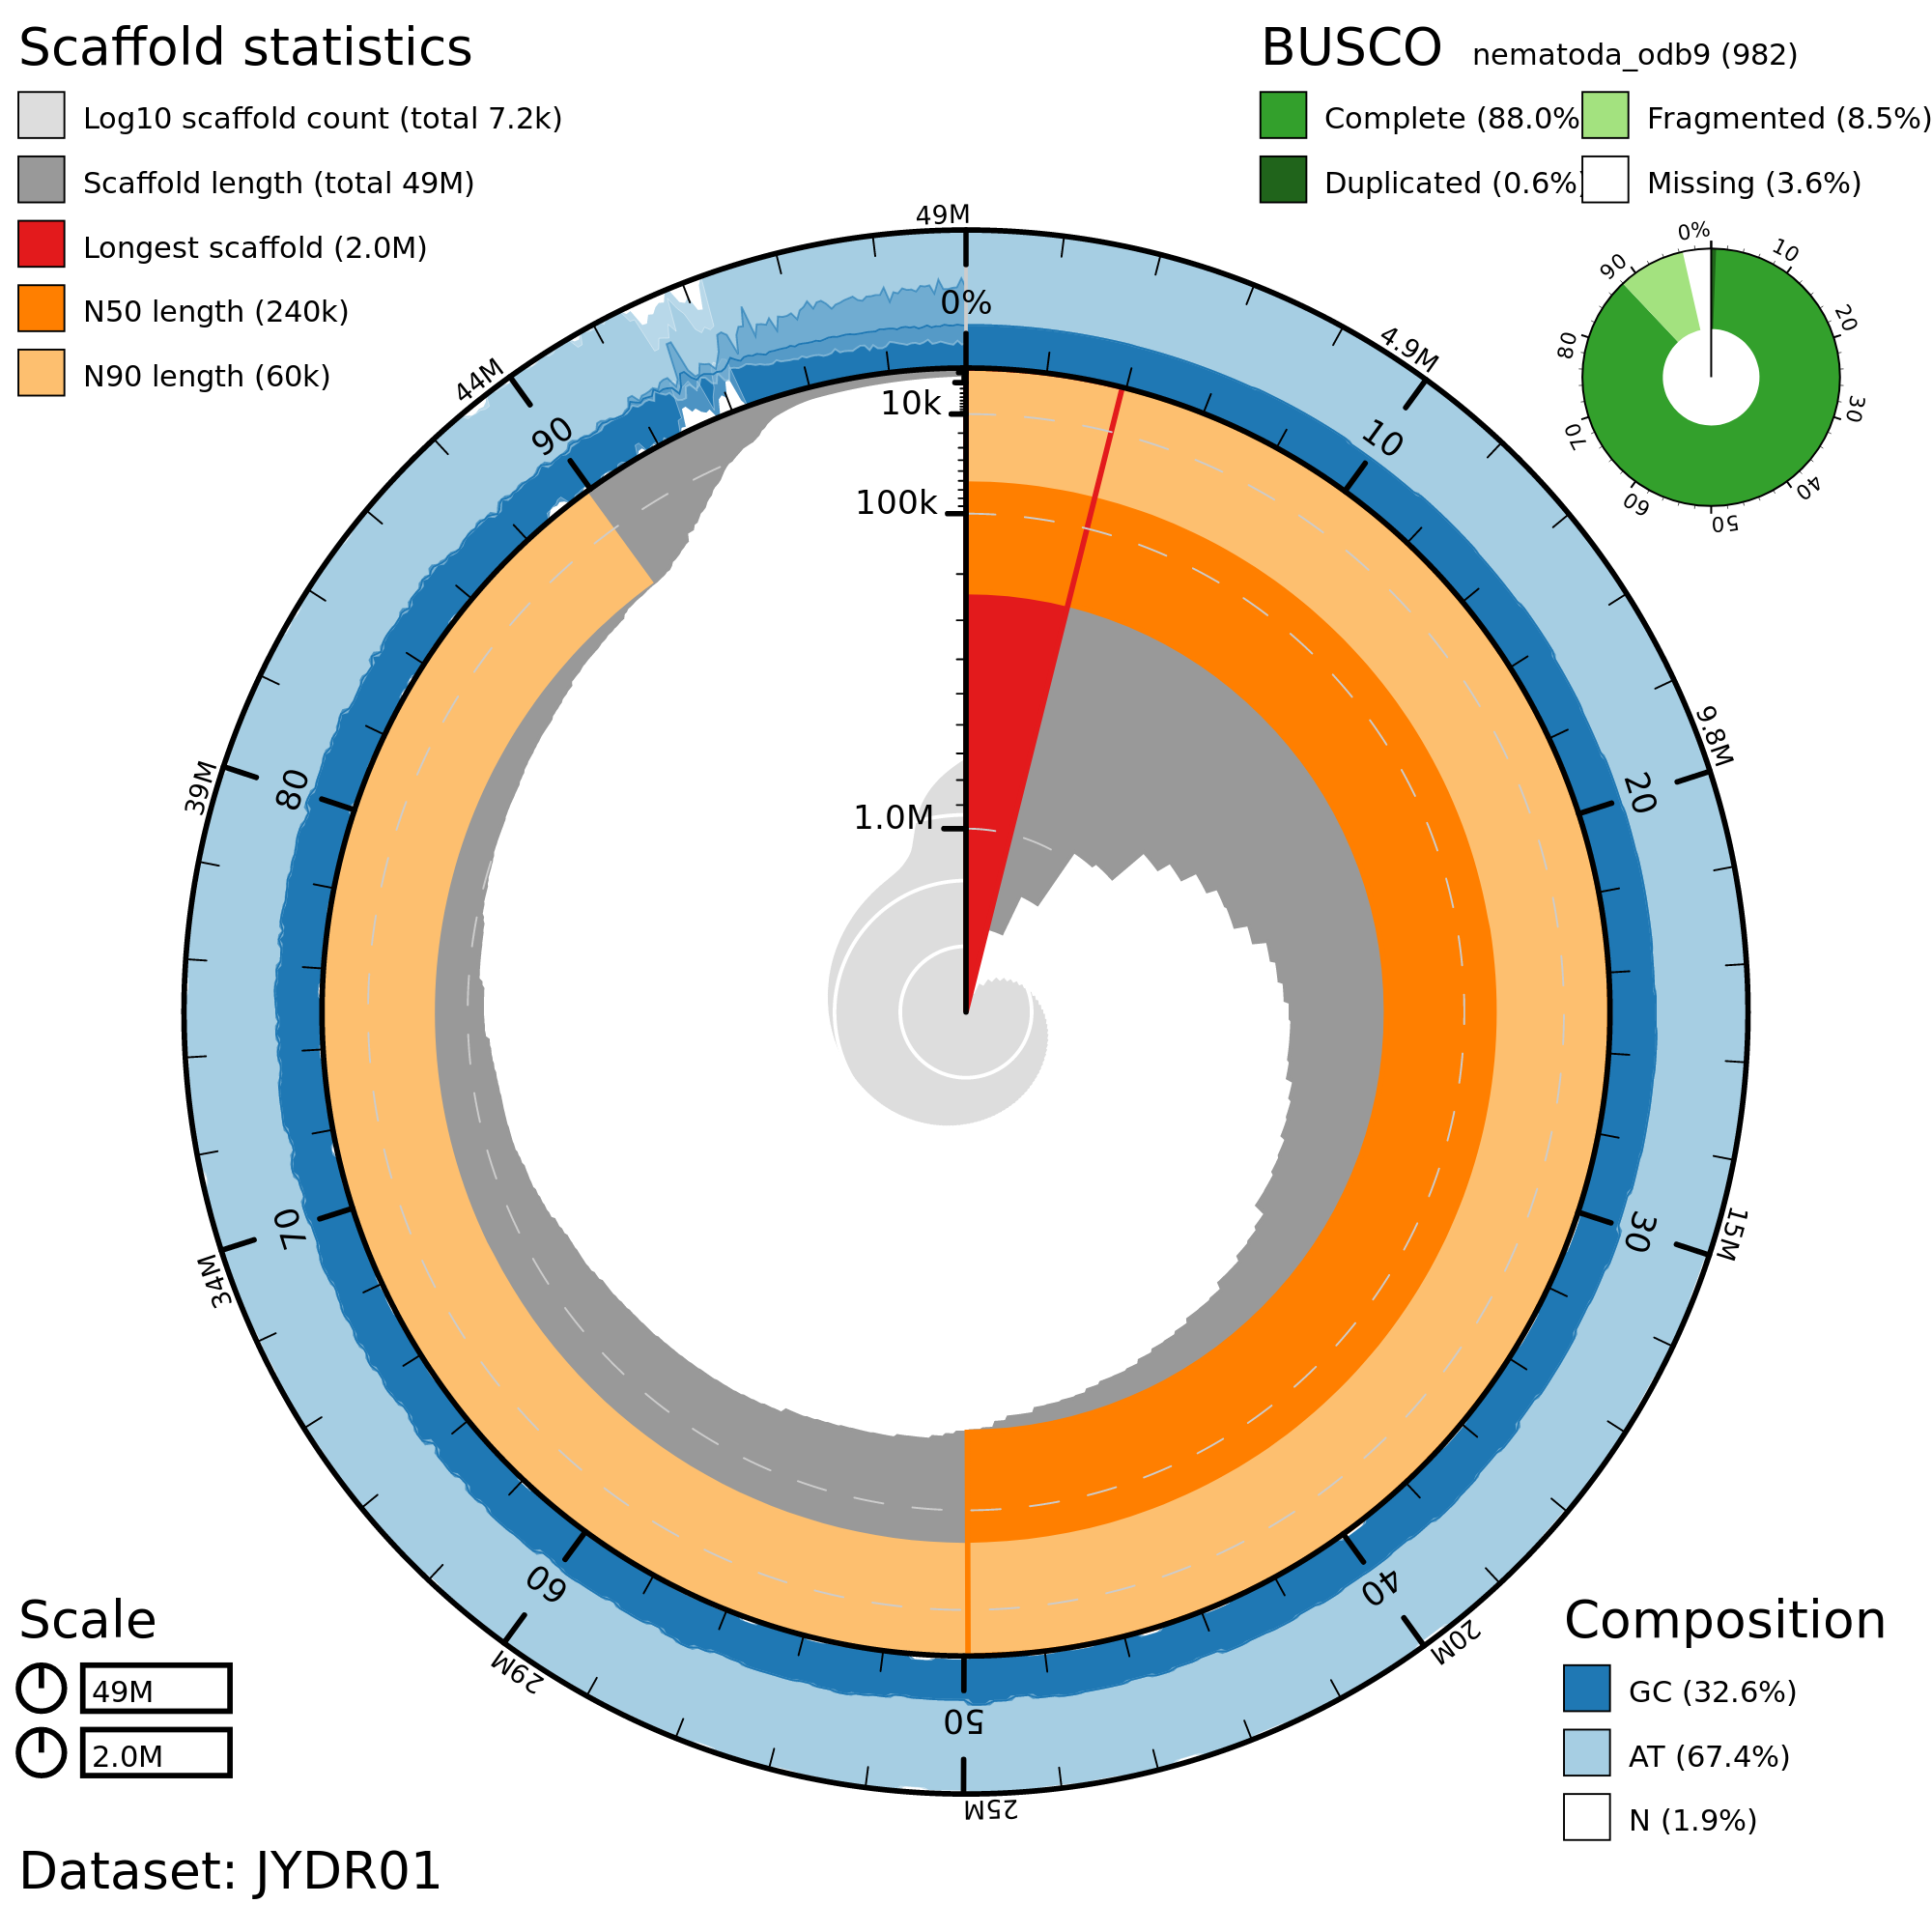 Scaffold statistics
Log10 scaffold count (total 7.2k)
Scaffold length (total 49M)
Longest scaffold (2.0M)
N50 length (240k)
N90 length (60k)
BUSCO nematoda_odb9 (982)
Complete (88.0% Fragmented (8.5%)
Duplicated (0.6% Missing (3.6%)
0%
10
20
30
40
50
60
70
80
90
49M
4.9M
9.8M
15M
20M
25M
29M
34M
39M
44M
0%
10
20
30
40
50
60
70
80
90
10k
100k
1.0M
Scale
49M
2.0M
Composition
GC (32.6%)
AT (67.4%)
N (1.9%)
Dataset: JYDR01